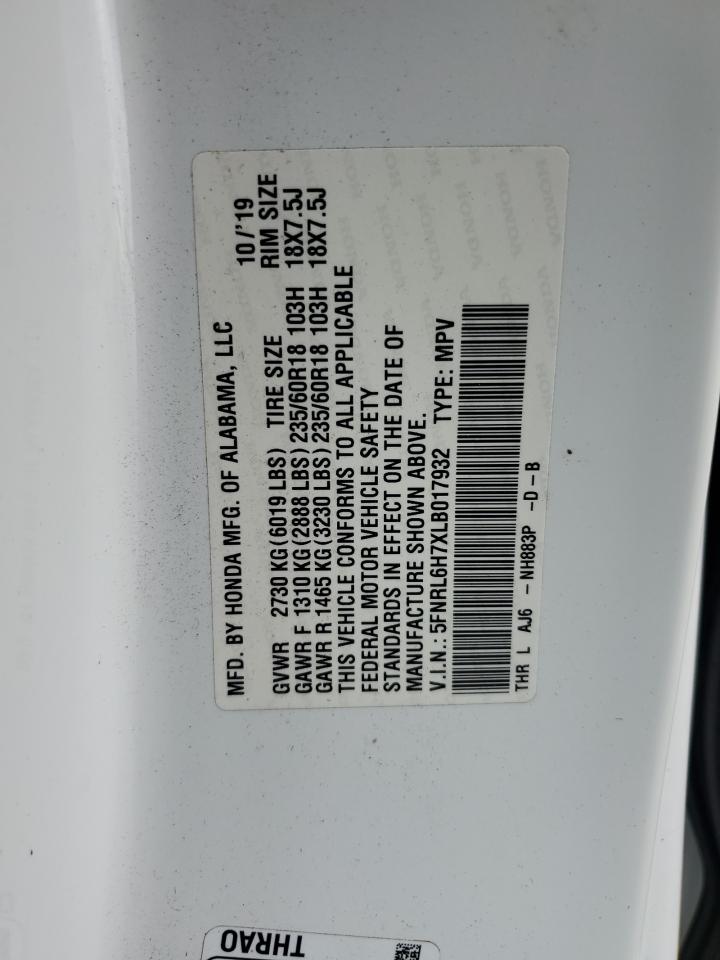 MFD. BY HONDA MFG. OF ALABAMA, LLC 10/'19
GVWR 2730 KG(6019 LBS) TIRE SIZE RIM SIZE
GAWR F 1310 KG(2888 LBS)235/60R18 103H 18X7.5J
GAWR R 1465 KG(3230 LBS)235/60R18 103H 18X7.5J
THIS VEHICLE CONFORMS TO ALL APPLICABLE
FEDERAL MOTOR VEHICLE SAFETY
STANDARDS IN EFFECT ON THE DATE OF
MANUFACTURE SHOWN ABOVE.
V.I.N.: 5FNRL6H7XLB017932 TYPE: MPV
THR L AJ6 - NH883P -D-B
THRAO